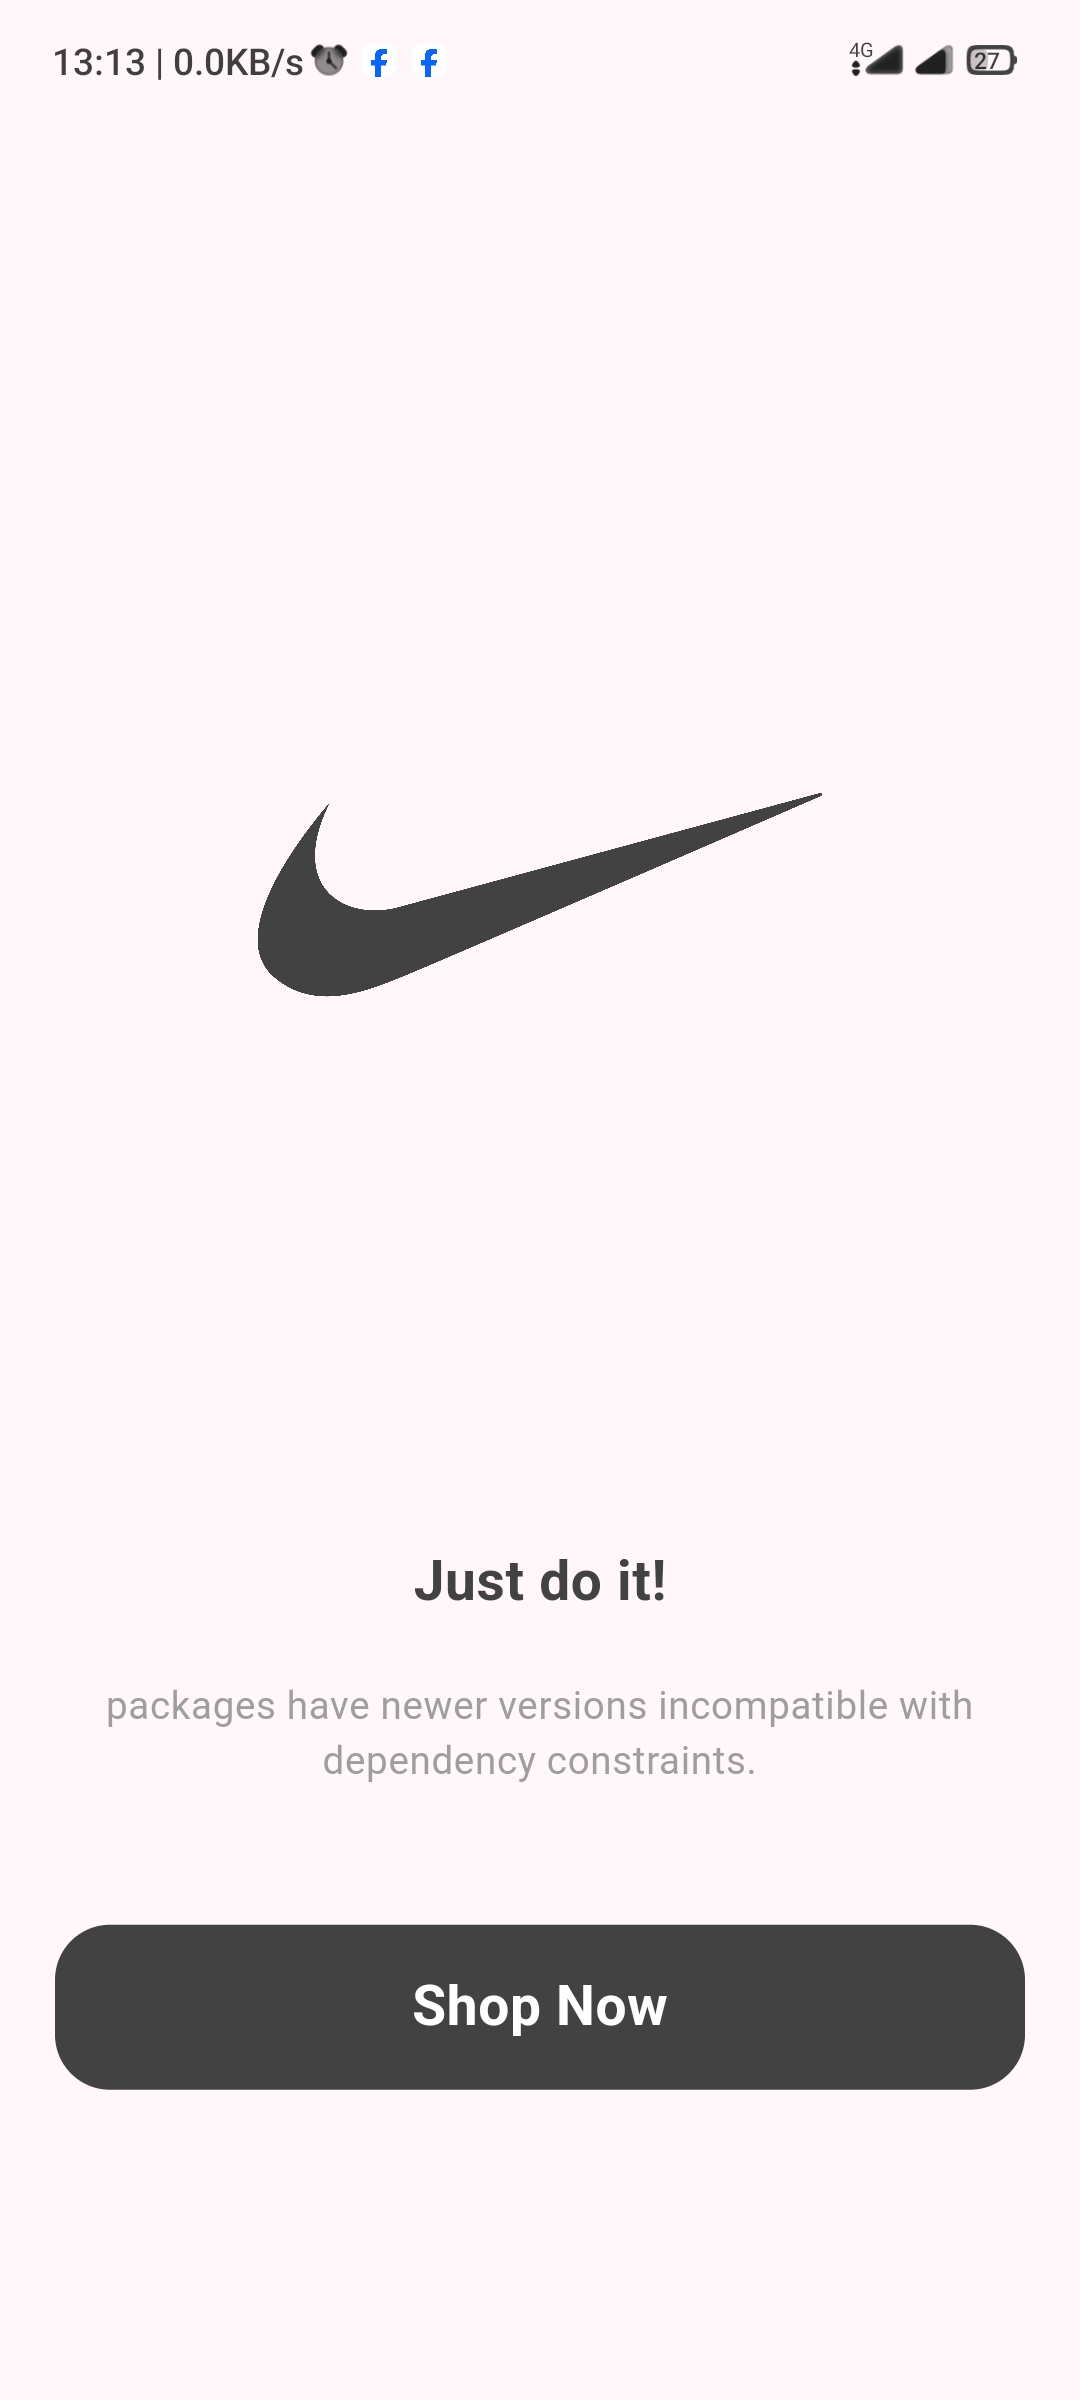 13:13 | 0.0KB/s
4G
27
Just do it!
packages have newer versions incompatible with
dependency constraints.
Shop Now